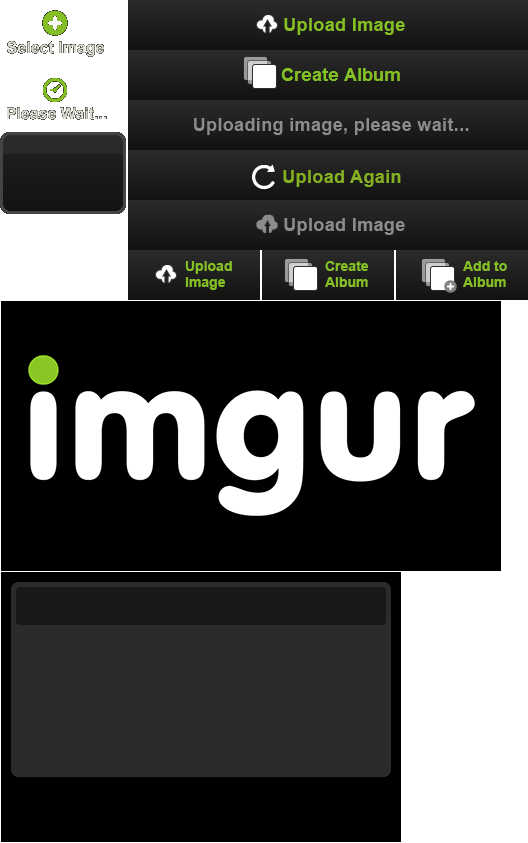 Select Image
Please Wait...
Upload Image
Create Album
Uploading image, please wait...
Upload Again
Upload Image
Upload
Image
Create
Album
Add to
Album
imgur